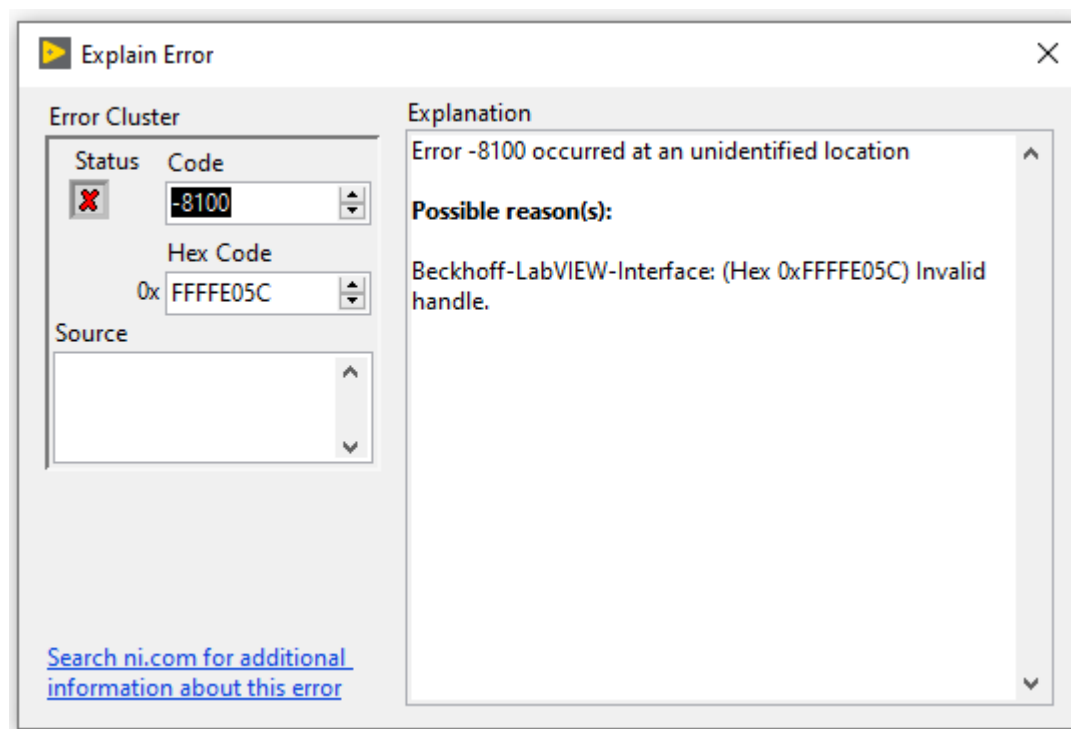 Explain Error
Error Cluster
Status Code
-8100
Hex Code
0x FFFFE05C
Source
Search ni.com for additional
information about this error
Explanation
Error -8100 occurred at an unidentified location
Possible reason(s):
Beckhoff-LabVIEW-Interface: (Hex 0xFFFFE05C) Invalid
handle.